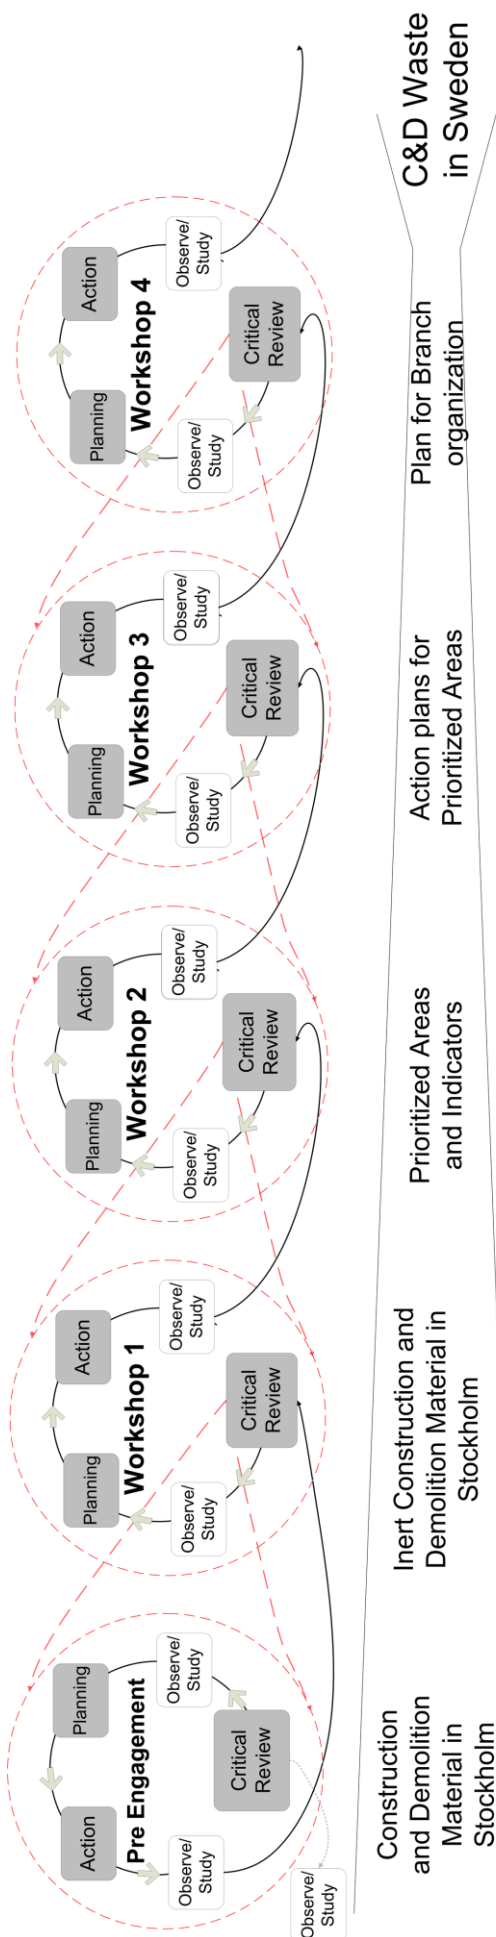 Pre Engagement
Planning
Action
Observe/
Study
Critical
Review
Observe/
Study
Observe/
Study
Workshop 1
Planning
Action
Observe/
Study
Critical
Review
Observe/
Study
Workshop 2
Planning
Action
Observe/
Study
Critical
Review
Observe/
Study
Workshop 3
Planning
Action
Observe/
Study
Critical
Review
Observe/
Study
Workshop 4
Planning
Action
Observe/
Study
Critical
Review
Observe/
Study
Construction
and Demolition
Material in
Stockholm
Inert Construction and
Demolition Material in
Stockholm
Prioritized Areas
and Indicators
Action plans for
Prioritized Areas
Plan for Branch
organization
C&D Waste
in Sweden